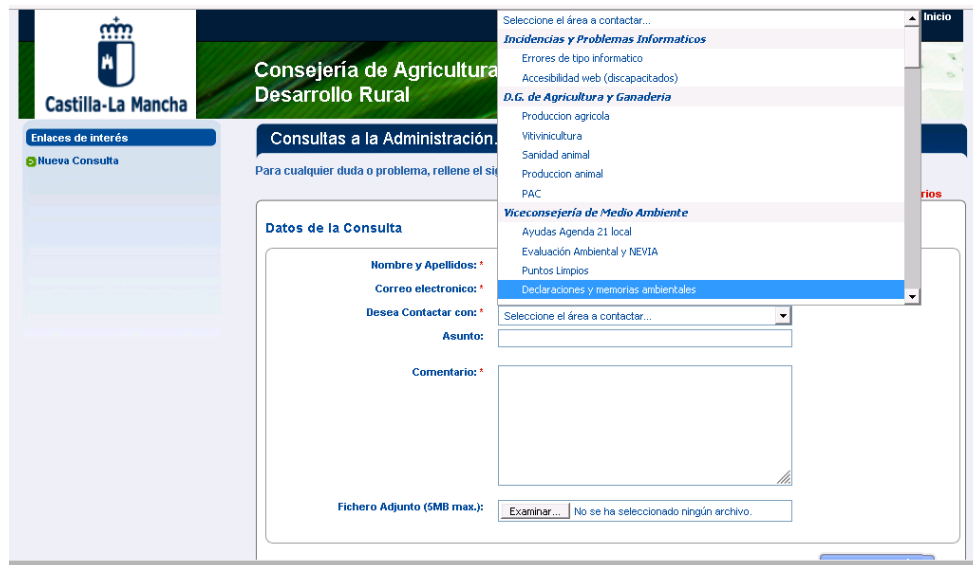 Inicio
Castilla-La Mancha
Consejería de Agricultura
Desarrollo Rural
Enlaces de interés
Nueva Consulta
Consultas a la Administración.
Para cualquier duda o problema, rellene el
Seleccione el área a contactar...
Incidencias y Problemas Informaticos
Errores de tipo informatico
Accesibilidad web (discapacitados)
D.G. de Agricultura y Ganaderia
Produccion agricola
Vitivinicultura
Sanidad animal
Produccion animal
PAC
Viceconsejería de Medio Ambiente
Ayudas Agenda 21 local
Evaluación Ambiental y NEVIA
Puntos Limpios
Declaraciones y memorias ambientales
Datos de la Consulta
Nombre y Apellidos: *
Correo electronico: *
Desea Contactar con: * Seleccione el área a contactar...
Asunto:
Comentario: *
Fichero Adjunto (5MB max.): Examinar... No se ha seleccionado ningún archivo.